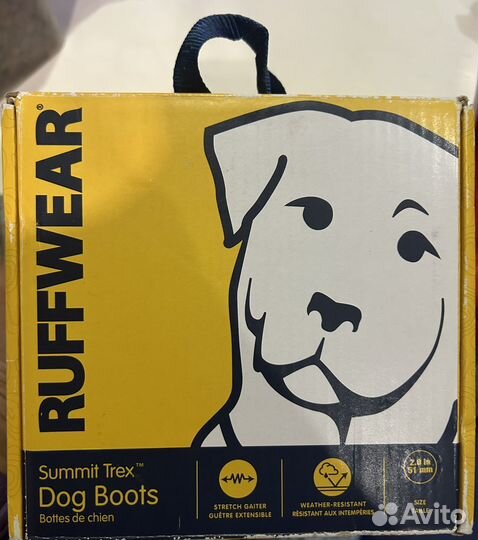 RUFFWEAR®
Summit Trex™
Dog Boots
Bottes de chien
STRETCH GAITER
GUÊTRE EXTENSIBLE
WEATHER-RESISTANT
RÉSISTANT AUX INTEMPÉRIES
2.0 in
51 mm
SIZE
Avito